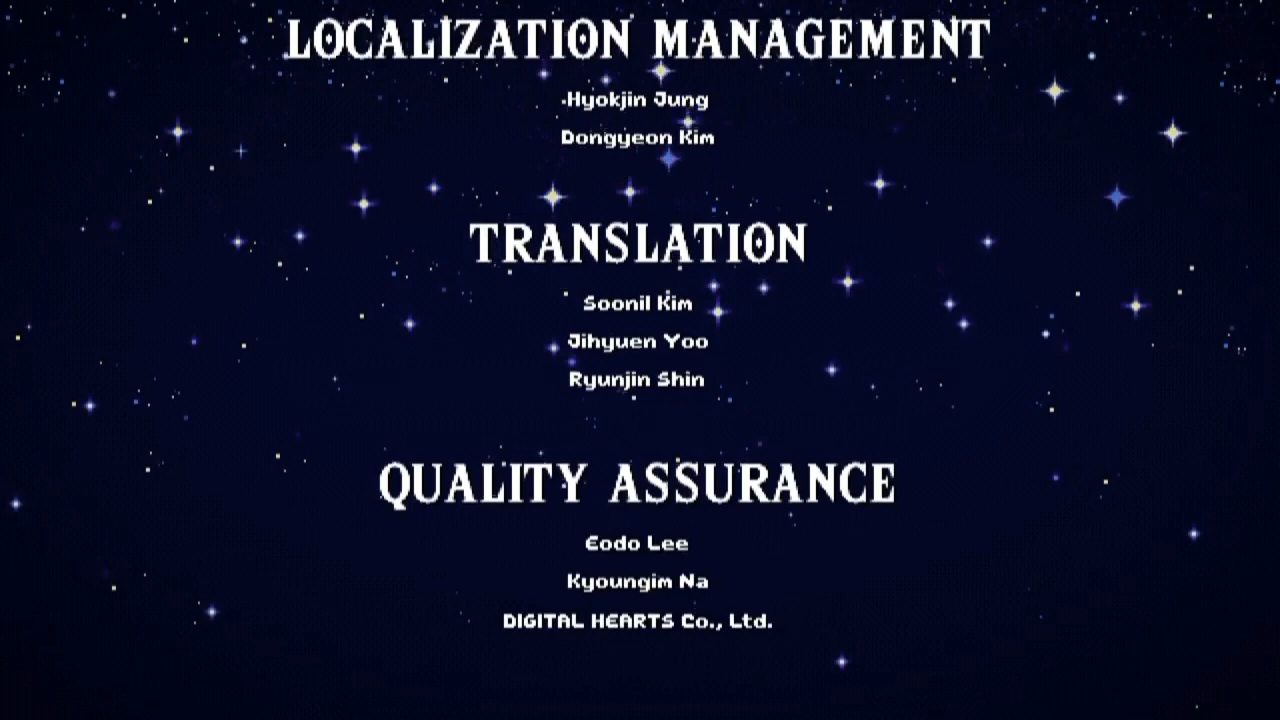 LOCALIZATION MANAGEMENT
Hyokjin Jung
Dongyeon Kim
TRANSLATION
Soonil Kim
Jihyuen Yoo
Ryunjin Shin
QUALITY ASSURANCE
Eodo Lee
Kyoungim Na
DIGITAL HEARTS Co., Ltd.